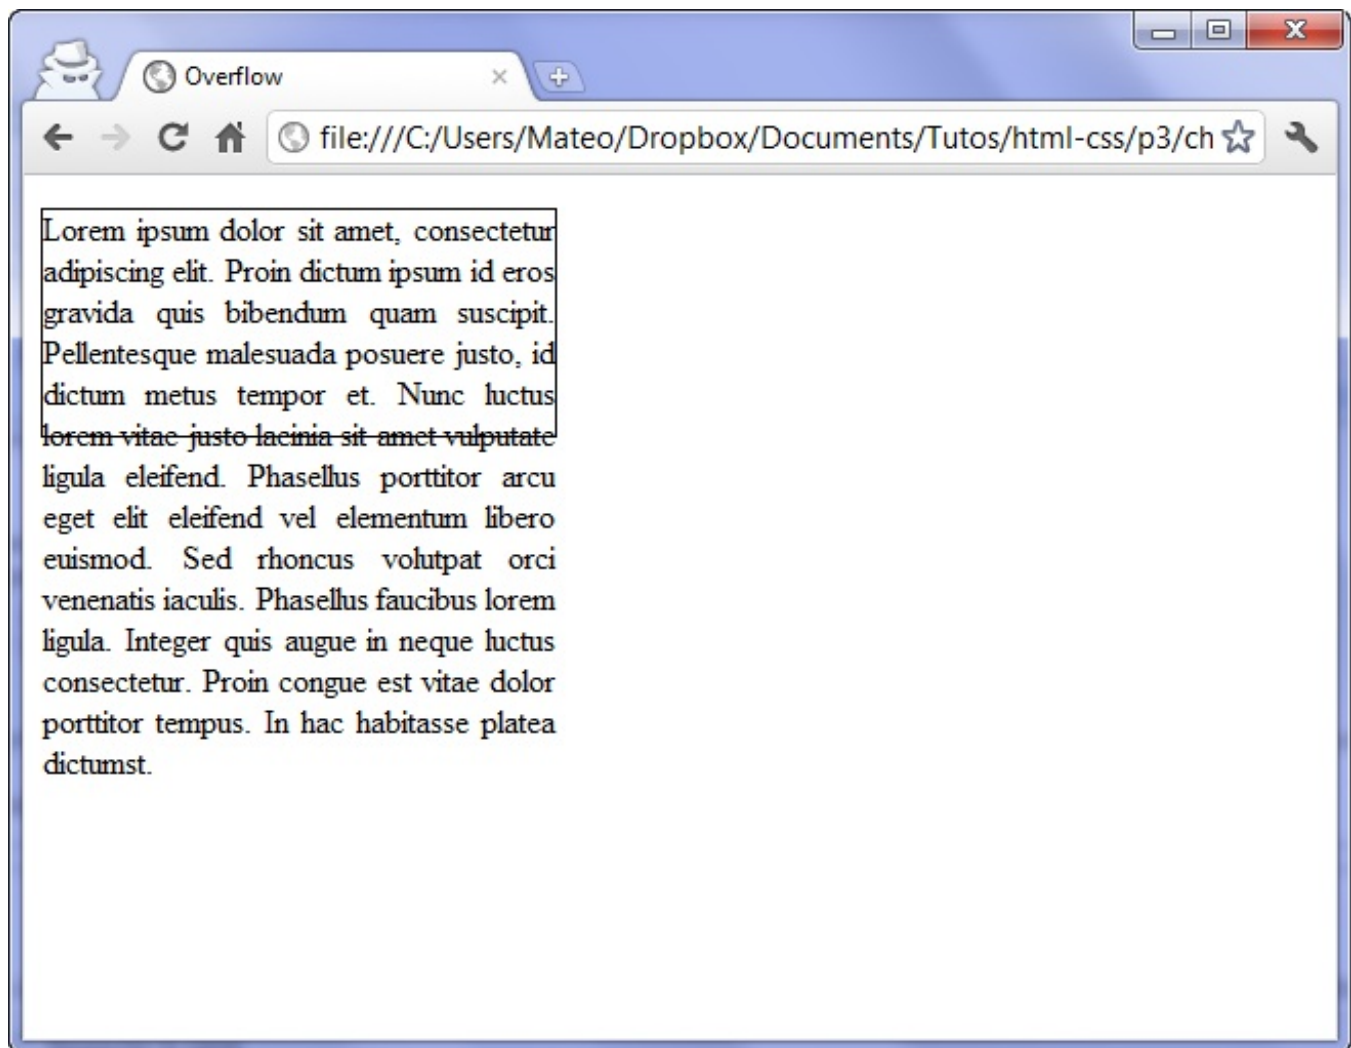 Overflow
file:///C:/Users/Mateo/Dropbox/Documents/Tutos/html-css/p3/ch
Lorem ipsum dolor sit amet, consectetur
adipiscing elit. Proin dictum ipsum id eros
gravida quis bibendum quam suscipit.
Pellentesque malesuada posuere justo, id
dictum metus tempor et. Nunc luctus
lorem vitae justo lacinia sit amet vulputate
ligula eleifend. Phasellus porttitor arcu
eget elit eleifend vel elementum libero
euismod. Sed rhoncus volutpat orci
venenatis iaculis. Phasellus faucibus lorem
ligula. Integer quis augue in neque luctus
consectetur. Proin congue est vitae dolor
porttitor tempus. In hac habitasse platea
dictumst.